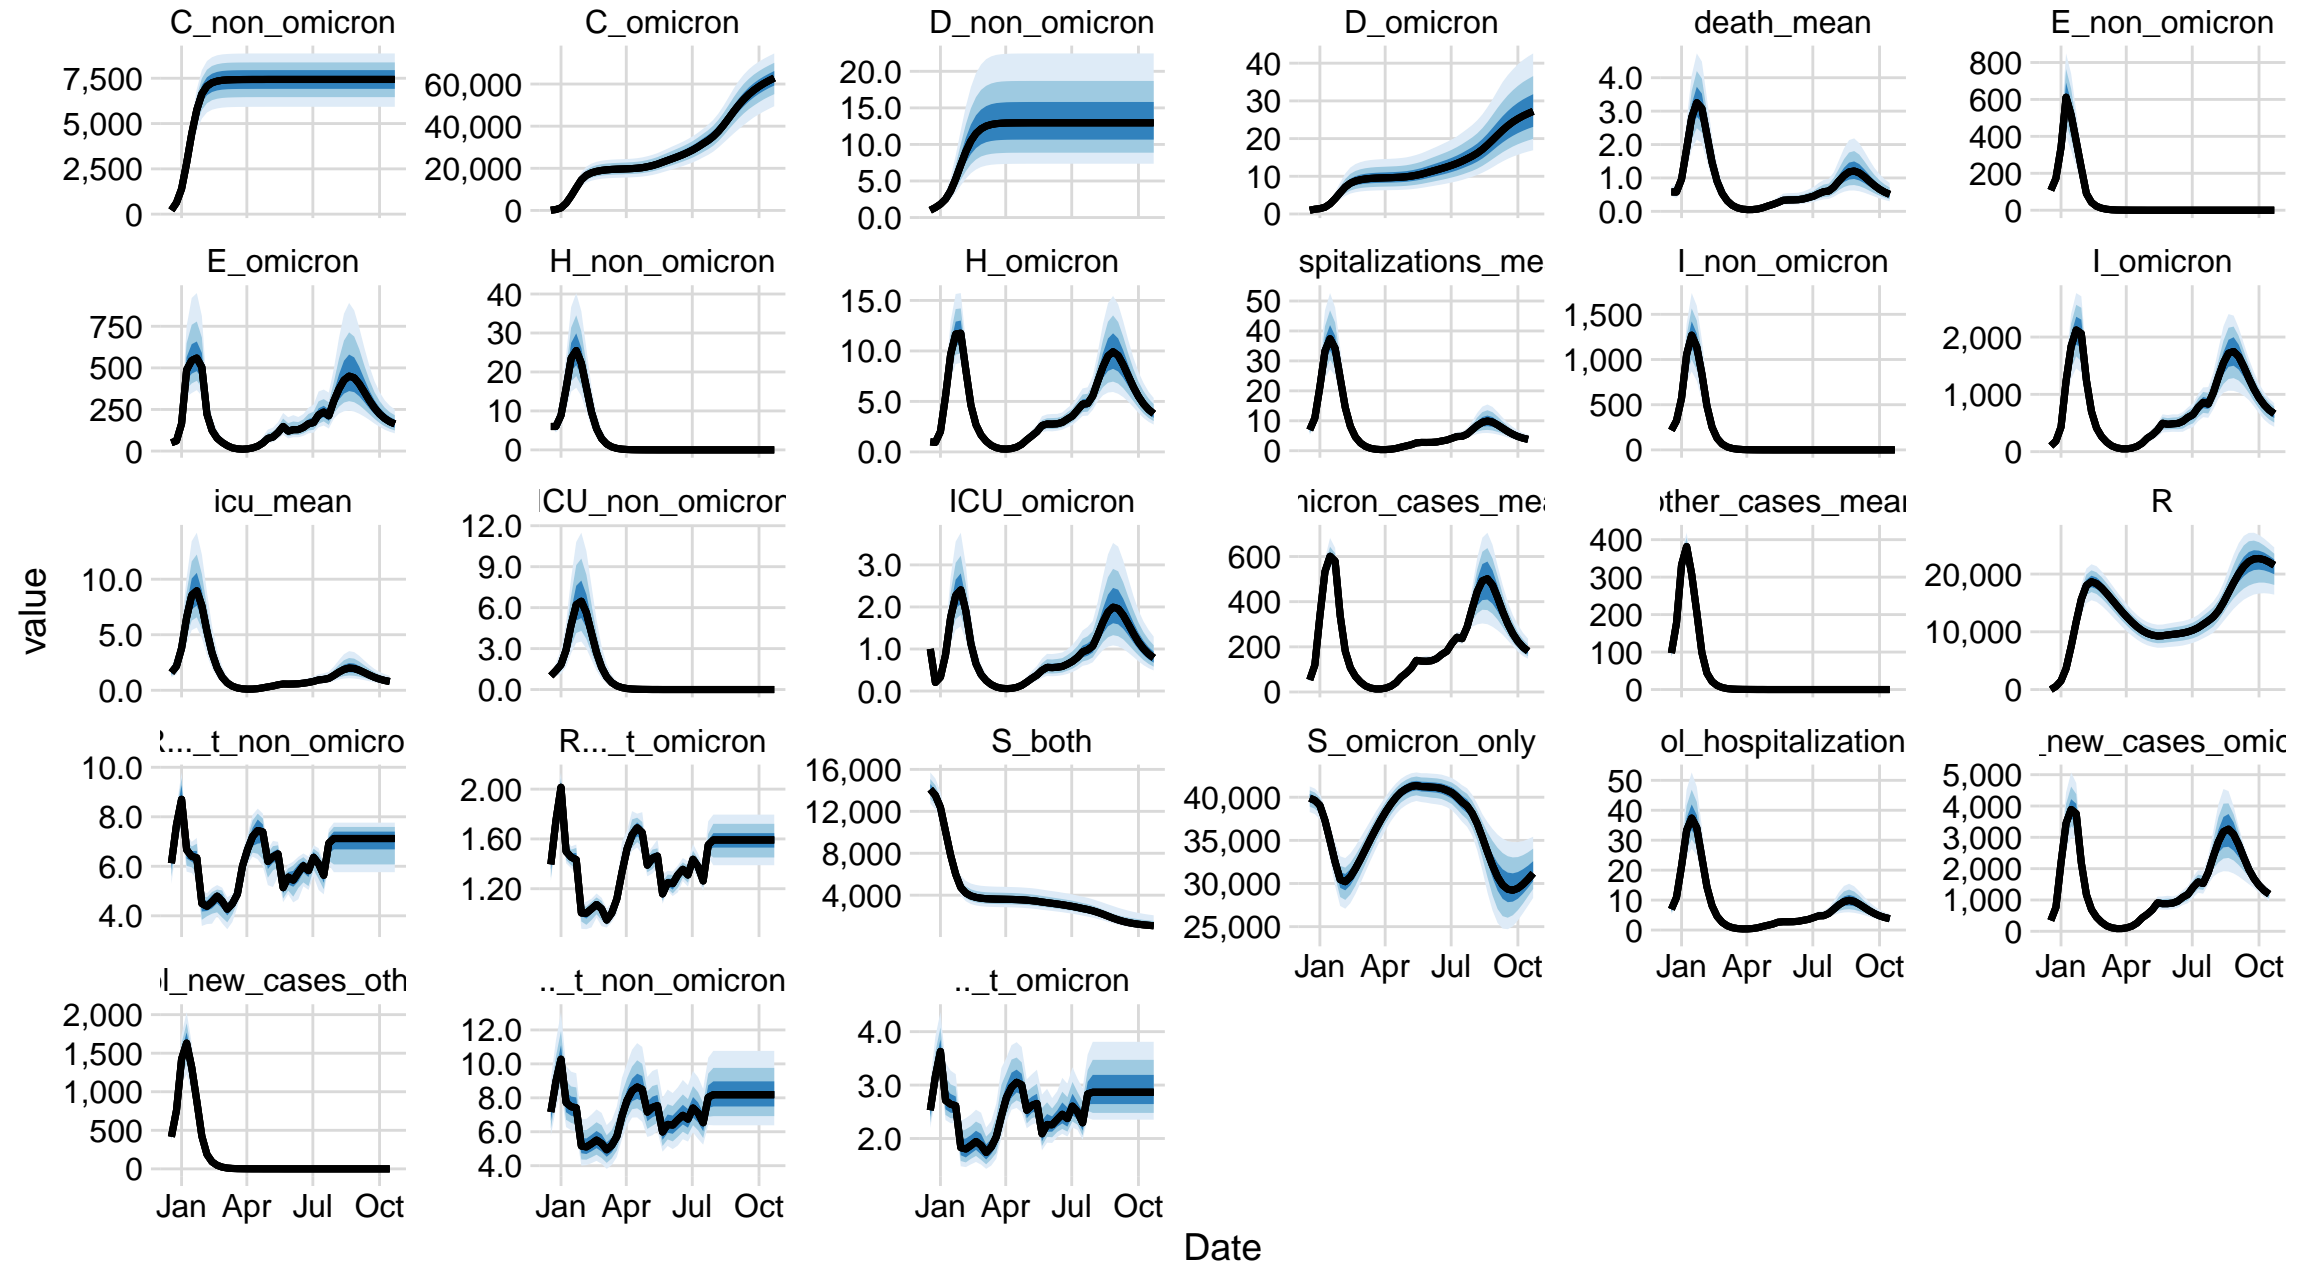 C_non_omicron C_omicron D_non_omicron D_omicron death_mean E_non_omicron
7,500 5,000 2,500 0
60,000 40,000 20,000 0
20.0 15.0 10.0 5.0 0.0
40 30 20 10 0
4.0 3.0 2.0 1.0 0.0
800 600 400 200 0
E_omicron H_non_omicron H_omicron spitalizations_me I_non_omicron I_omicron
750 500 250 0
40 30 20 10 0
15.0 10.0 5.0 0.0
50 40 30 20 10 0
1,500 1,000 500 0
2,000 1,000 0
icu_mean CU_non_omicron ICU_omicron icron_cases_mea ther_cases_mea R
10.0 5.0 0.0
12.0 9.0 6.0 3.0 0.0
3.0 2.0 1.0 0.0
600 400 200 0
400 300 200 100 0
20,000 10,000 0
R..._t_non_omicro R..._t_omicron S_both S_omicron_only ol_hospitalization _new_cases_omic
10.0 8.0 6.0 4.0
2.00 1.60 1.20
16,000 12,000 8,000 4,000
40,000 35,000 30,000 25,000
50 40 30 20 10 0
5,000 4,000 3,000 2,000 1,000 0
Jan Apr Jul Oct Jan Apr Jul Oct Jan Apr Jul Oct
l_new_cases_oth .._t_non_omicron .._t_omicron
2,000 1,500 1,000 500 0
12.0 10.0 8.0 6.0 4.0
4.0 3.0 2.0
Jan Apr Jul Oct Jan Apr Jul Oct Jan Apr Jul Oct
value
Date